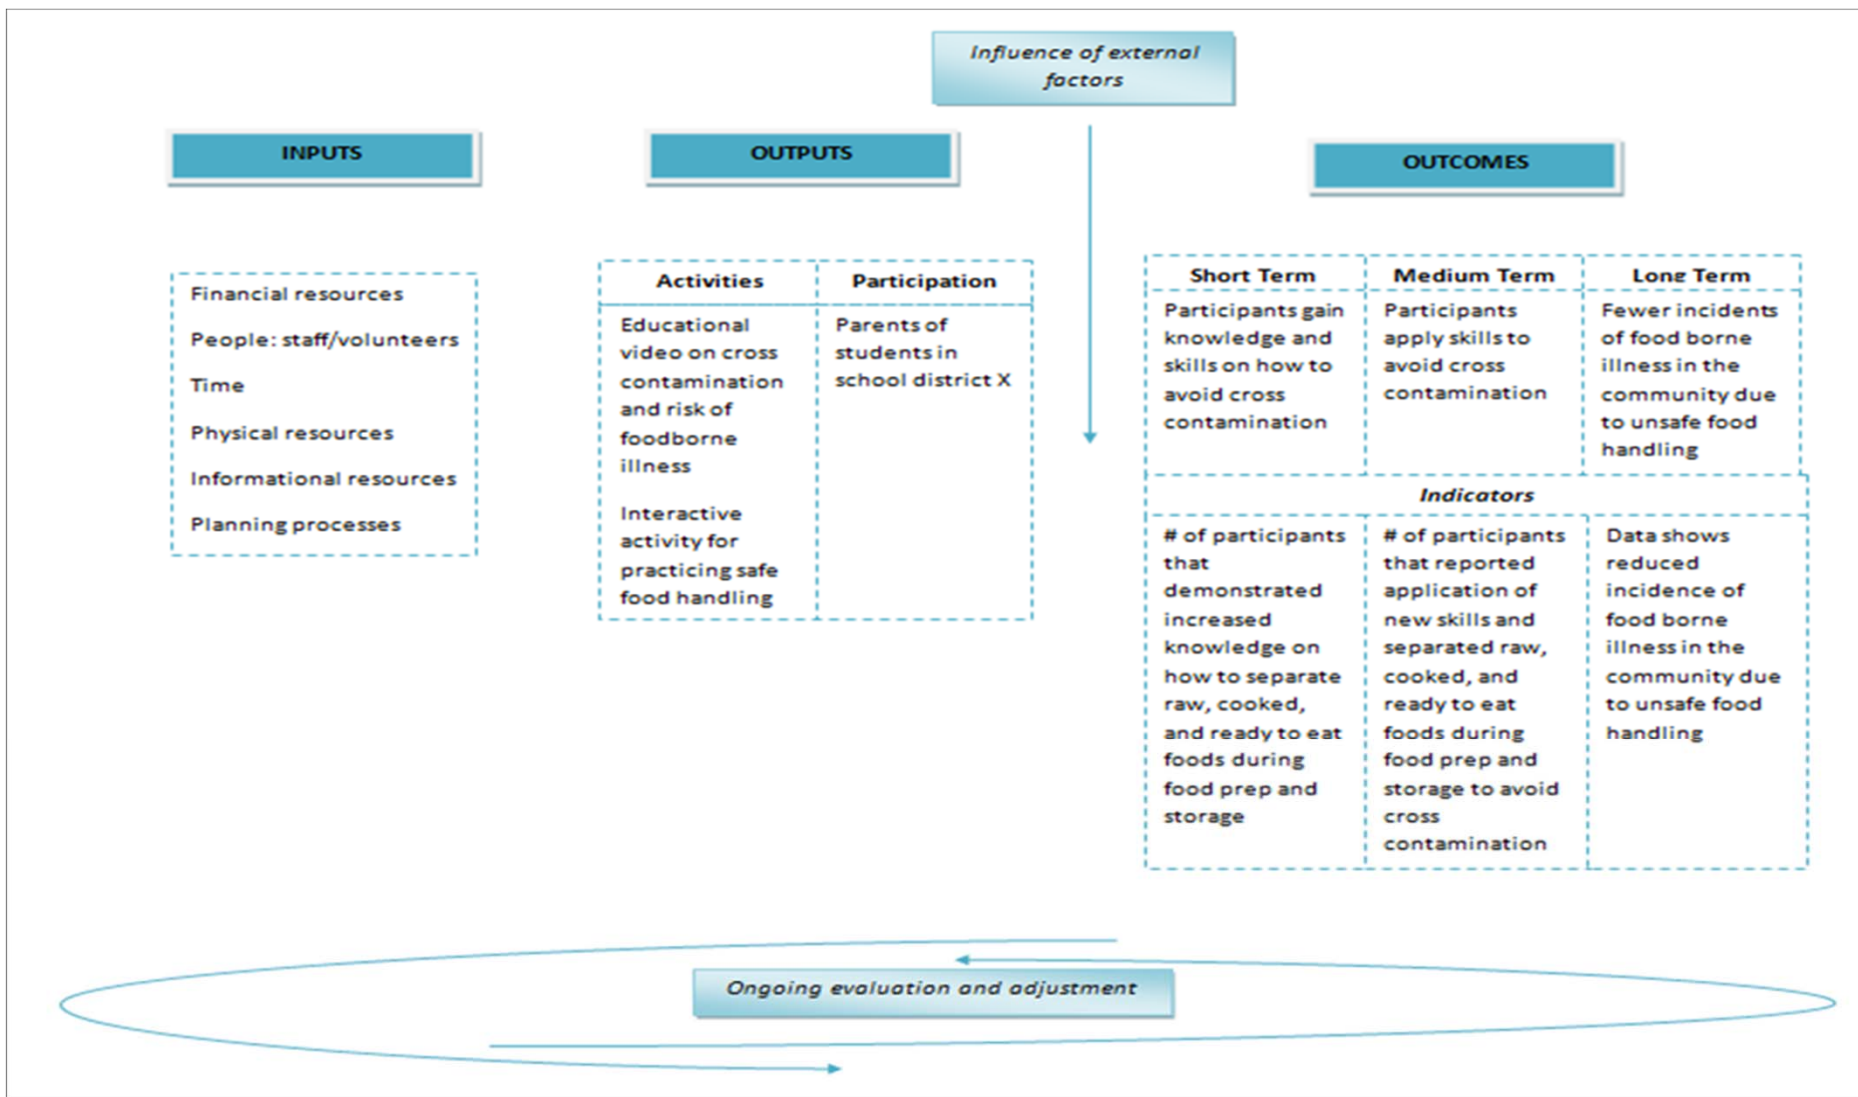 Influence of external
factors
INPUTS
OUTPUTS
OUTCOMES
Financial resources
People: staff/volunteers
Time
Physical resources
Informational resources
Planning processes
Activities
Educational
video on cross
contamination
and risk of
foodborne
illness
Interactive
activity for
practicing safe
food handling
Participation
Parents of
students in
school district X
Short Term
Participants gain
knowledge and
skills on how to
avoid cross
contamination
Medium Term
Participants
apply skills to
avoid cross
contamination
Long Term
Fewer incidents
of food borne
illness in the
community due
to unsafe food
handling
Indicators
# of participants
that
demonstrated
increased
knowledge on
how to separate
raw, cooked,
and ready to eat
foods during
food prep and
storage
# of participants
that reported
application of
new skills and
separated raw,
cooked, and
ready to eat
foods during
food prep and
storage to avoid
cross
contamination
Data shows
reduced
incidence of
food borne
illness in the
community due
to unsafe food
handling
Ongoing evaluation and adjustment